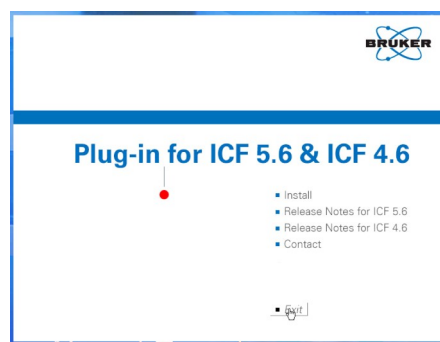 BRUKER
Plug-in for ICF 5.6 & ICF 4.6
Install
Release Notes for ICF 5.6
Release Notes for ICF 4.6
Contact
Exit